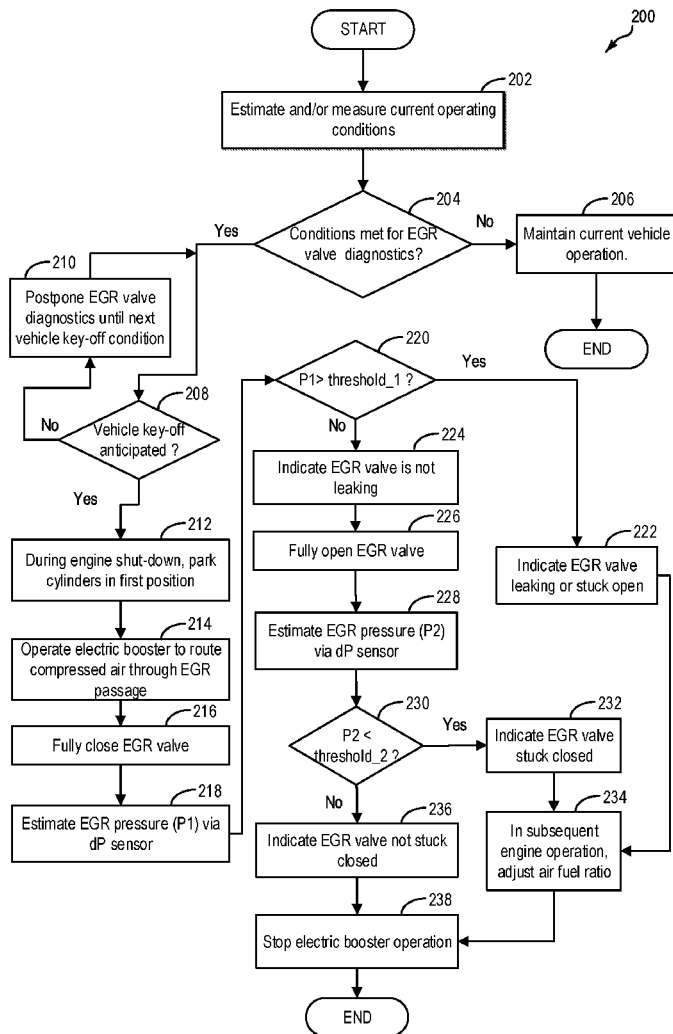 200
START
202
Estimate and/or measure current operating
conditions
204
Conditions met for EGR
valve diagnostics?
Yes
No
206
Maintain current vehicle
operation.
END
210
Postpone EGR valve
diagnostics until next
vehicle key-off condition
208
No
Vehicle key-off
anticipated ?
Yes
212
During engine shut-down, park
cylinders in first position
214
Operate electric booster to route
compressed air through EGR
passage
216
Fully close EGR valve
218
Estimate EGR pressure (P1) via
dP sensor
220
P1> threshold_1 ?
Yes
No
222
Indicate EGR valve
leaking or stuck open
224
Indicate EGR valve is not
leaking
226
Fully open EGR valve
228
Estimate EGR pressure (P2)
via dP sensor
230
P2 <
threshold_2 ?
Yes
No
232
Indicate EGR valve
stuck closed
234
In subsequent
engine operation,
adjust air fuel ratio
236
Indicate EGR valve not stuck
closed
238
Stop electric booster operation
END